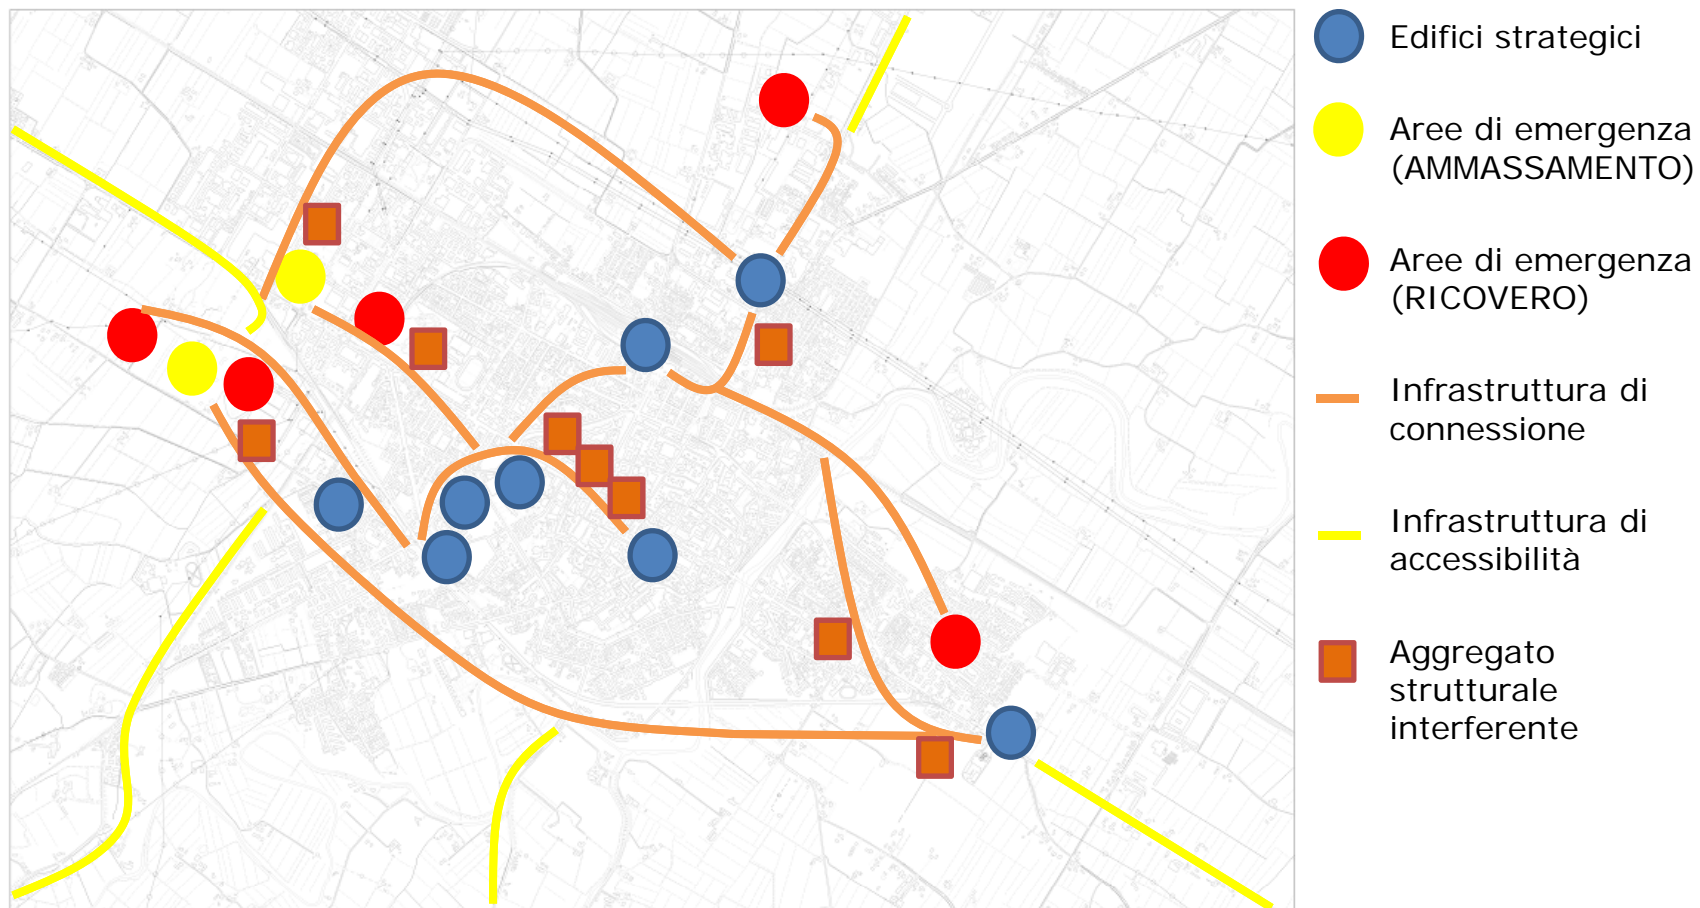 Edifici strategici
Aree di emergenza
(AMMASSAMENTO)
Aree di emergenza
(RICOVERO)
Infrastruttura di
connessione
Infrastruttura di
accessibilità
Aggregato
strutturale
interferente